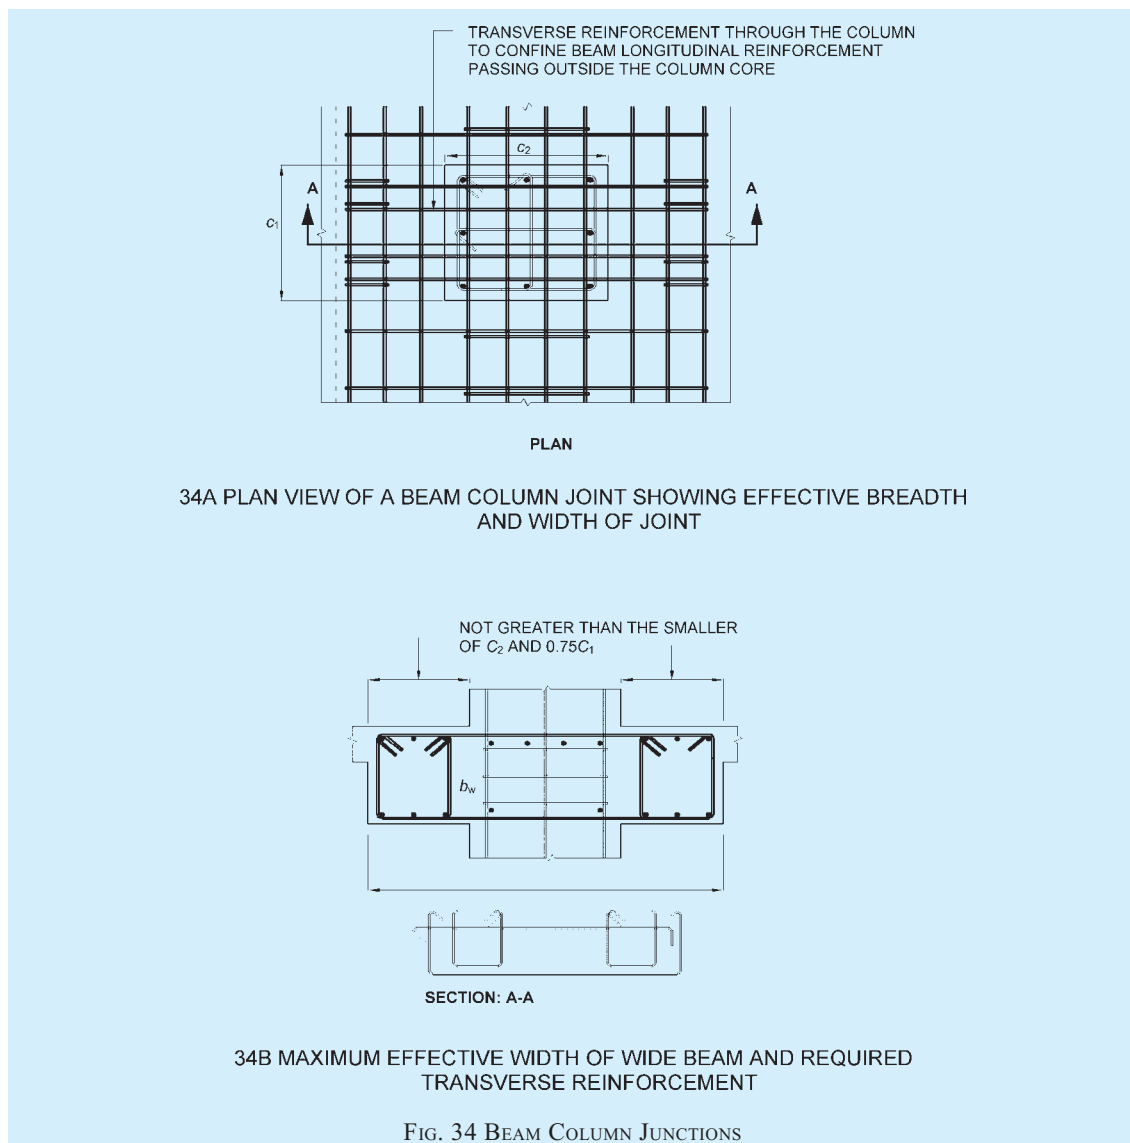 TRANSVERSE REINFORCEMENT THROUGH THE COLUMN
TO CONFINE BEAM LONGITUDINAL REINFORCEMENT
PASSING OUTSIDE THE COLUMN CORE
c2
A
A
c1
PLAN
34A PLAN VIEW OF A BEAM COLUMN JOINT SHOWING EFFECTIVE BREADTH
AND WIDTH OF JOINT
NOT GREATER THAN THE SMALLER
OF C2 AND 0.75C1
bw
SECTION: A-A
34B MAXIMUM EFFECTIVE WIDTH OF WIDE BEAM AND REQUIRED
TRANSVERSE REINFORCEMENT
FIG. 34 BEAM COLUMN JUNCTIONS